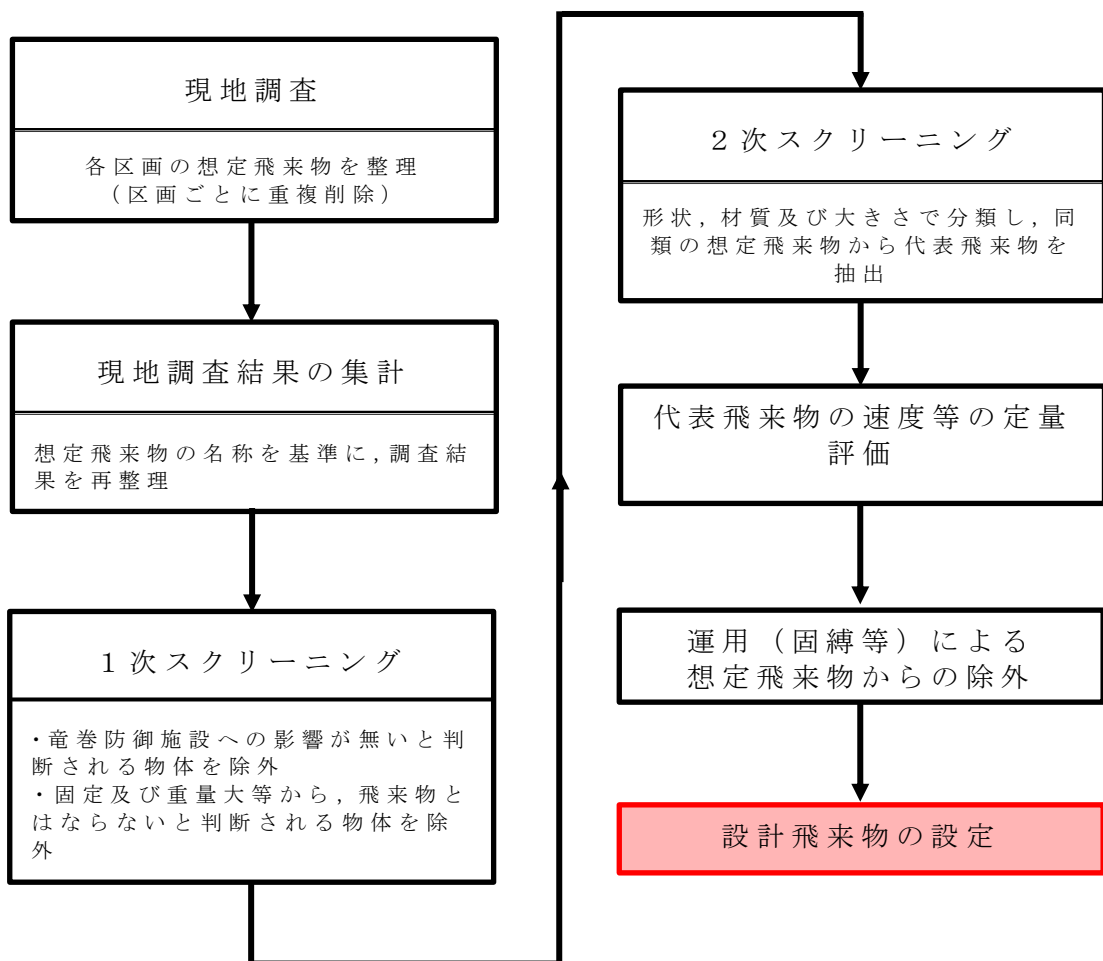 現地調査
各区画の想定飛来物を整理
(区画ごとに重複削除)
現地調査結果の集計
想定飛来物の名称を基準に,調査結
果を再整理
1次スクリーニング
・竜巻防御施設への影響が無いと判
断される物体を除外
・固定及び重量大等から,飛来物と
はならないと判断される物体を除
外
2次スクリーニング
形状,材質及び大きさで分類し,同
類の想定飛来物から代表飛来物を
抽出
代表飛来物の速度等の定量
評価
運用(固縛等)による
想定飛来物からの除外
設計飛来物の設定